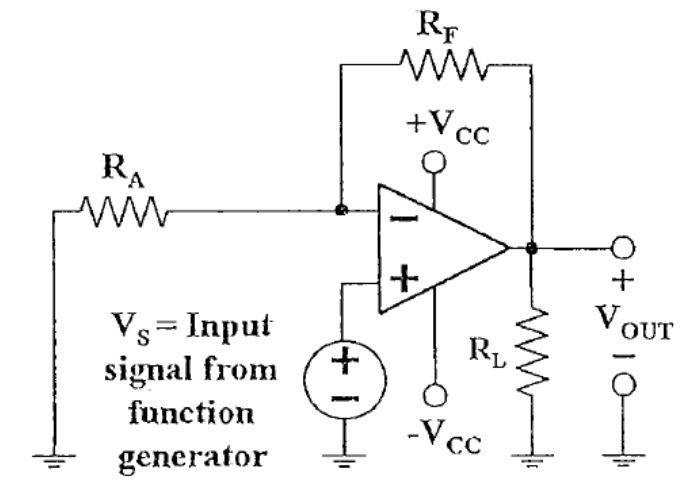 R_F
+V_CC
R_A
−
+
V_S = Input
signal from
function
generator
+
−
R_L
-V_CC
+
V_OUT
−